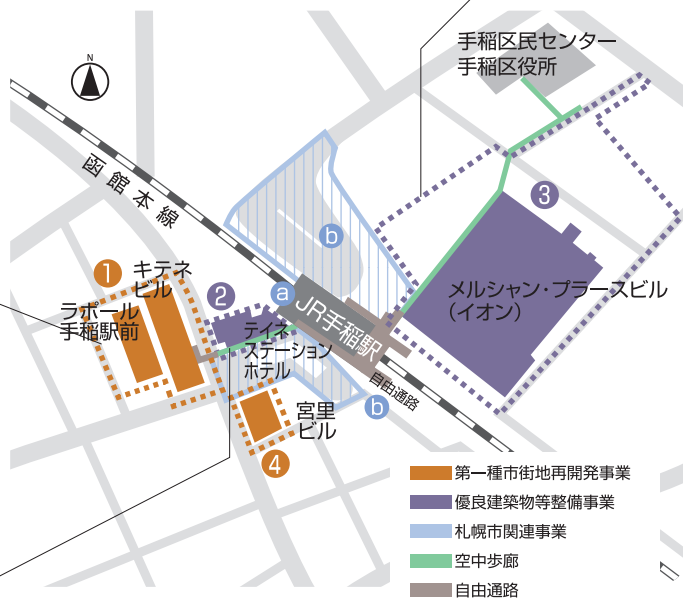 手稲区民センター
手稲区役所
N
函館本線
3
b
1
キテネ
ビル
2
a
JR手稲駅
メルシャン・プラースビル
（イオン）
ラポール
手稲駅前
テイネ
ステーション
ホテル
自由通路
b
宮里
ビル
4
第一種市街地再開発事業
優良建築物等整備事業
札幌市関連事業
空中歩廊
自由通路